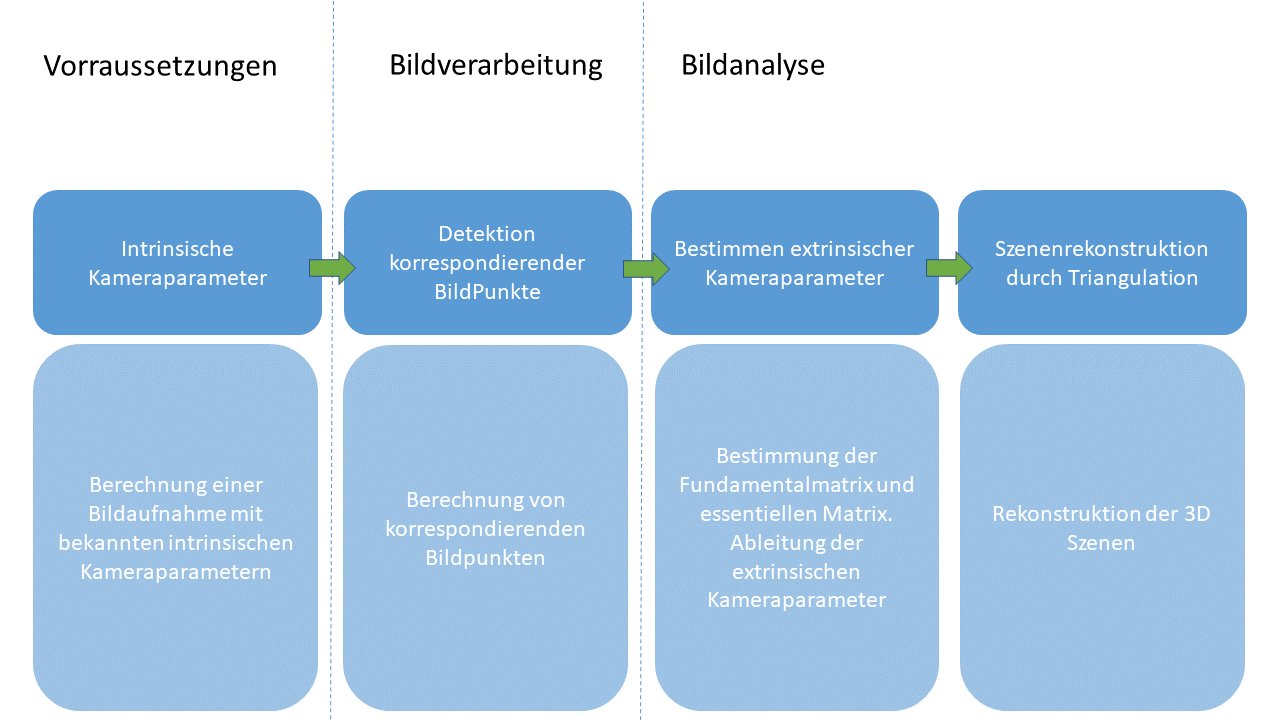 Vorraussetzungen
Bildverarbeitung
Bildanalyse
Intrinsische
Kameraparameter
Detektion
korrespondierender
BildPunkte
Bestimmen extrinsischer
Kameraparameter
Szenenrekonstruktion
durch Triangulation
Berechnung einer
Bildaufnahme mit
bekannten intrinsischen
Kameraparametern
Berechnung von
korrespondierenden
Bildpunkten
Bestimmung der
Fundamentalmatrix und
essentiellen Matrix.
Ableitung der
extrinsischen
Kameraparameter
Rekonstruktion der 3D
Szenen